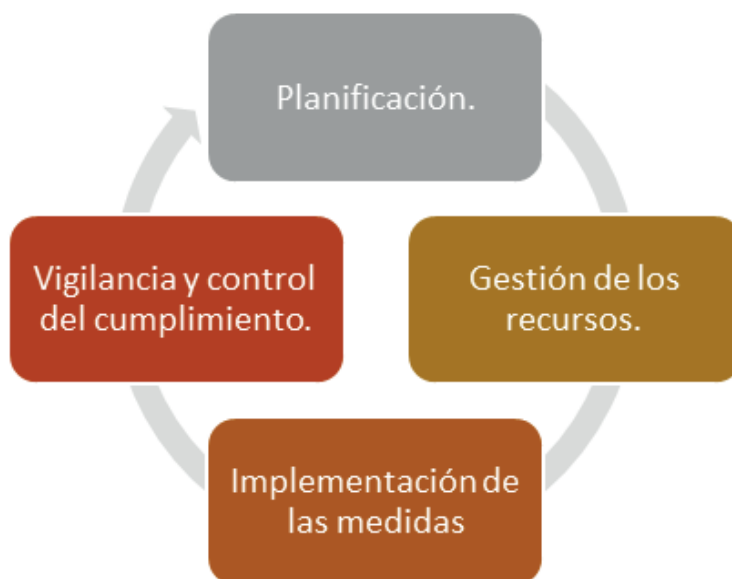 Planificación.
Gestión de los
recursos.
Implementación de
las medidas
Vigilancia y control
del cumplimiento.